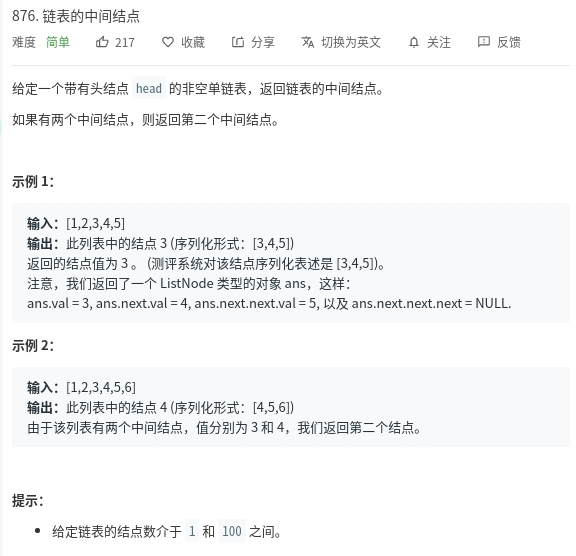 876. 链表的中间结点
难度 简单 217 收藏 分享 切换为英文 关注 反馈
给定一个带有头结点 head 的非空单链表，返回链表的中间结点。
如果有两个中间结点，则返回第二个中间结点。
示例 1：
输入：[1,2,3,4,5]
输出：此列表中的结点 3 (序列化形式：[3,4,5])
返回的结点值为 3 。 (测评系统对该结点序列化表述是 [3,4,5])。
注意，我们返回了一个 ListNode 类型的对象 ans，这样：
ans.val = 3, ans.next.val = 4, ans.next.next.val = 5, 以及 ans.next.next.next = NULL.
示例 2：
输入：[1,2,3,4,5,6]
输出：此列表中的结点 4 (序列化形式：[4,5,6])
由于该列表有两个中间结点，值分别为 3 和 4，我们返回第二个结点。
提示：
• 给定链表的结点数介于 1 和 100 之间。